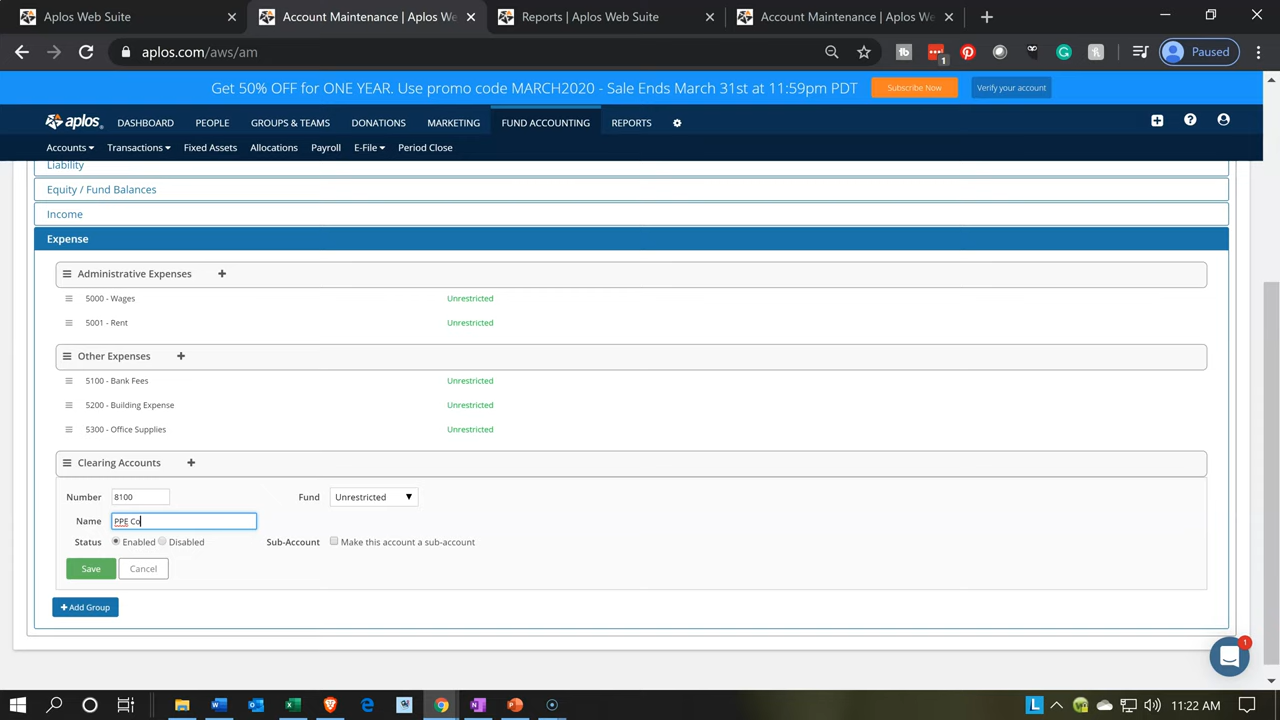 Aplos Web Suite
Account Maintenance | Aplos We
Reports | Aplos Web Suite
Account Maintenance | Aplos We
aplos.com/aws/am
1
Paused
Get 50% OFF for ONE YEAR. Use promo code MARCH2020 - Sale Ends March 31st at 11:59pm PDT
Subscribe Now
Verify your account
aplos
DASHBOARD
PEOPLE
GROUPS & TEAMS
DONATIONS
MARKETING
FUND ACCOUNTING
REPORTS
Accounts
Transactions
Fixed Assets
Allocations
Payroll
E-File
Period Close
Liability
Equity / Fund Balances
Income
Expense
Administrative Expenses
5000 - Wages Unrestricted
5001 - Rent Unrestricted
Other Expenses
5100 - Bank Fees Unrestricted
5200 - Building Expense Unrestricted
5300 - Office Supplies Unrestricted
Clearing Accounts
Number 8100 Fund Unrestricted
Name PPE Co
Status Enabled Disabled Sub-Account Make this account a sub-account
Save Cancel
+ Add Group
1
11:22 AM